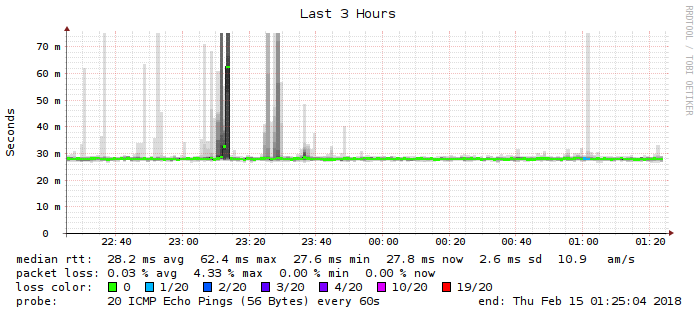 Last 3 Hours
RRDTOOL / TOBI OETIKER
Seconds
70 m
60 m
50 m
40 m
30 m
20 m
10 m
0
22:40 23:00 23:20 23:40 00:00 00:20 00:40 01:00 01:20
median rtt: 28.2 ms avg 62.4 ms max 27.6 ms min 27.8 ms now 2.6 ms sd 10.9 am/s
packet loss: 0.03 % avg 4.33 % max 0.00 % min 0.00 % now
loss color: 0 1/20 2/20 3/20 4/20 10/20 19/20
probe: 20 ICMP Echo Pings (56 Bytes) every 60s end: Thu Feb 15 01:25:04 2018